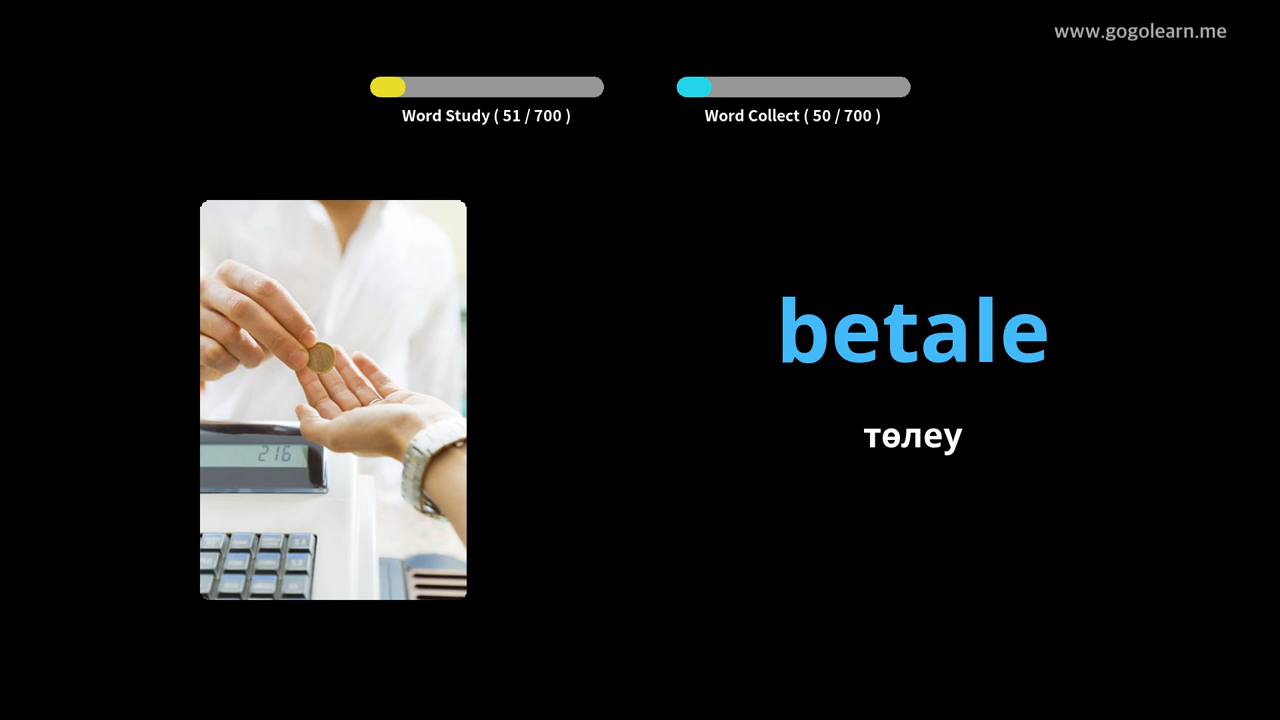 www.gogolearn.me
Word Study ( 51 / 700 )
Word Collect ( 50 / 700 )
betale
төлеу
216